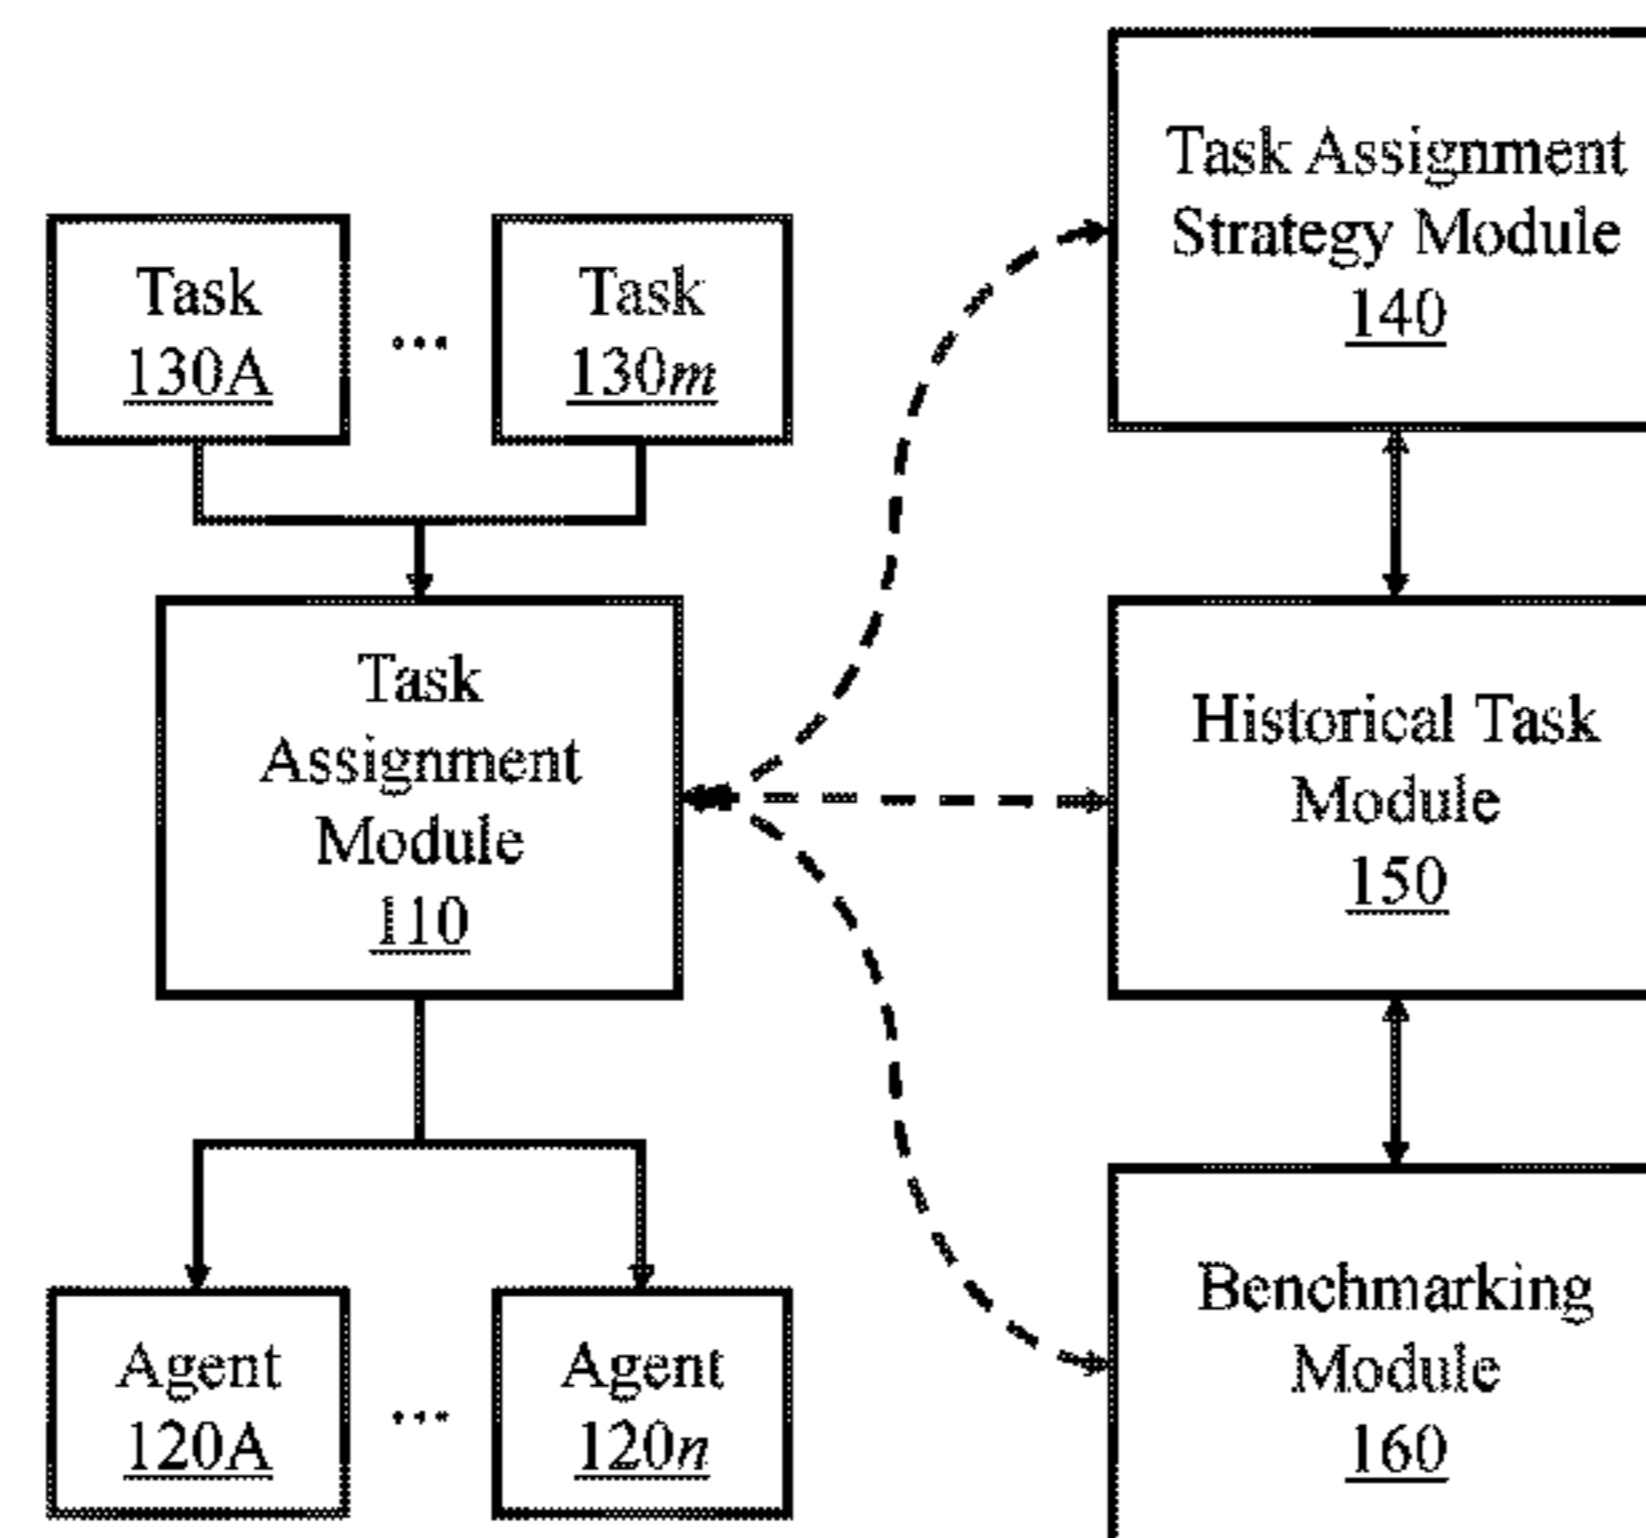 Task Assignment
Strategy Module
140
Task
130A
...
Task
130m
Task
Assignment
Module
110
Historical Task
Module
150
Agent
120A
...
Agent
120n
Benchmarking
Module
160